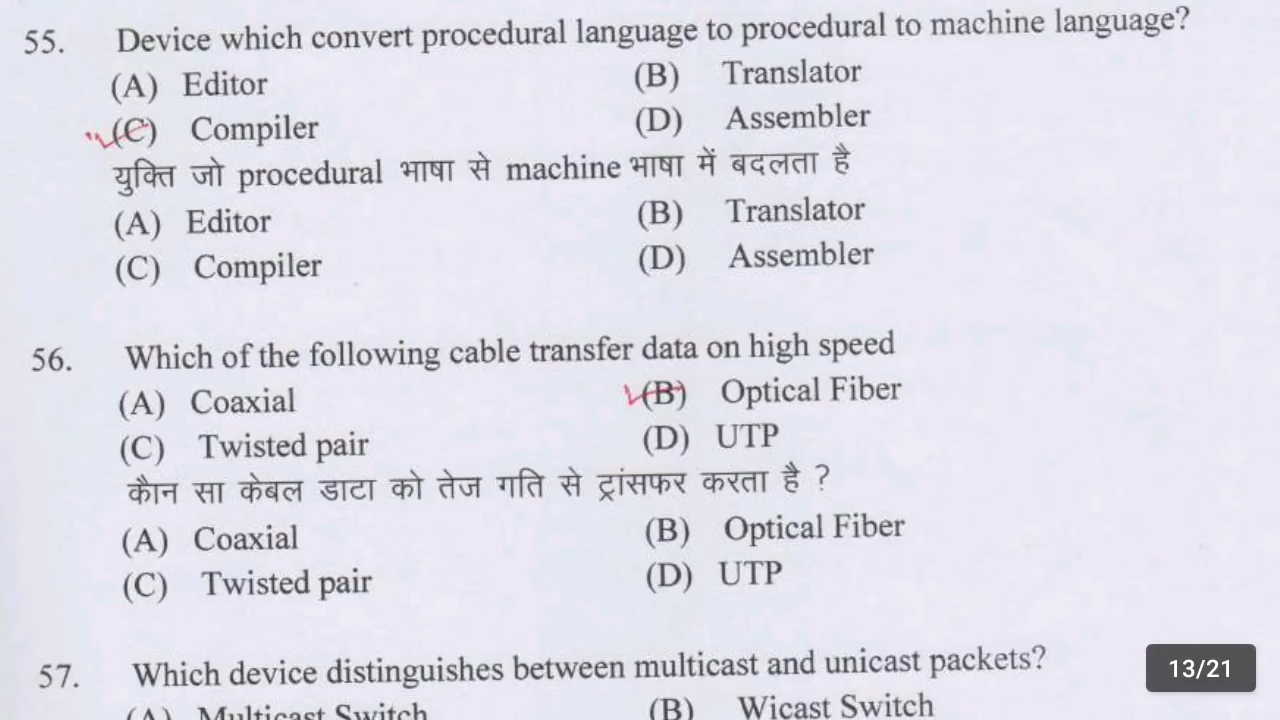 55. Device which convert procedural language to procedural to machine language?
(A) Editor (B) Translator
(C) Compiler (D) Assembler
युक्ति जो procedural भाषा से machine भाषा में बदलता है
(A) Editor (B) Translator
(C) Compiler (D) Assembler
56. Which of the following cable transfer data on high speed
(A) Coaxial (B) Optical Fiber
(C) Twisted pair (D) UTP
कौन सा केबल डाटा को तेज गति से ट्रांसफर करता है ?
(A) Coaxial (B) Optical Fiber
(C) Twisted pair (D) UTP
57. Which device distinguishes between multicast and unicast packets?
13/21
(A) Multicast Switch (B) Wicast Switch